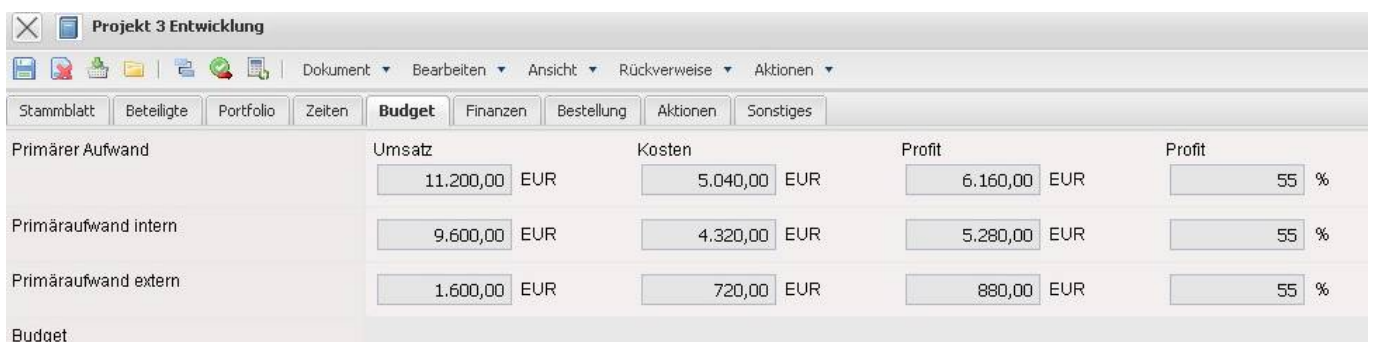 Projekt 3 Entwicklung
Dokument Bearbeiten Ansicht Rückverweise Aktionen
Stammblatt Beteiligte Portfolio Zeiten Budget Finanzen Bestellung Aktionen Sonstiges
Primärer Aufwand Umsatz Kosten Profit Profit
11.200,00 EUR 5.040,00 EUR 6.160,00 EUR 55 %
Primäraufwand intern 9.600,00 EUR 4.320,00 EUR 5.280,00 EUR 55 %
Primäraufwand extern 1.600,00 EUR 720,00 EUR 880,00 EUR 55 %
Budget